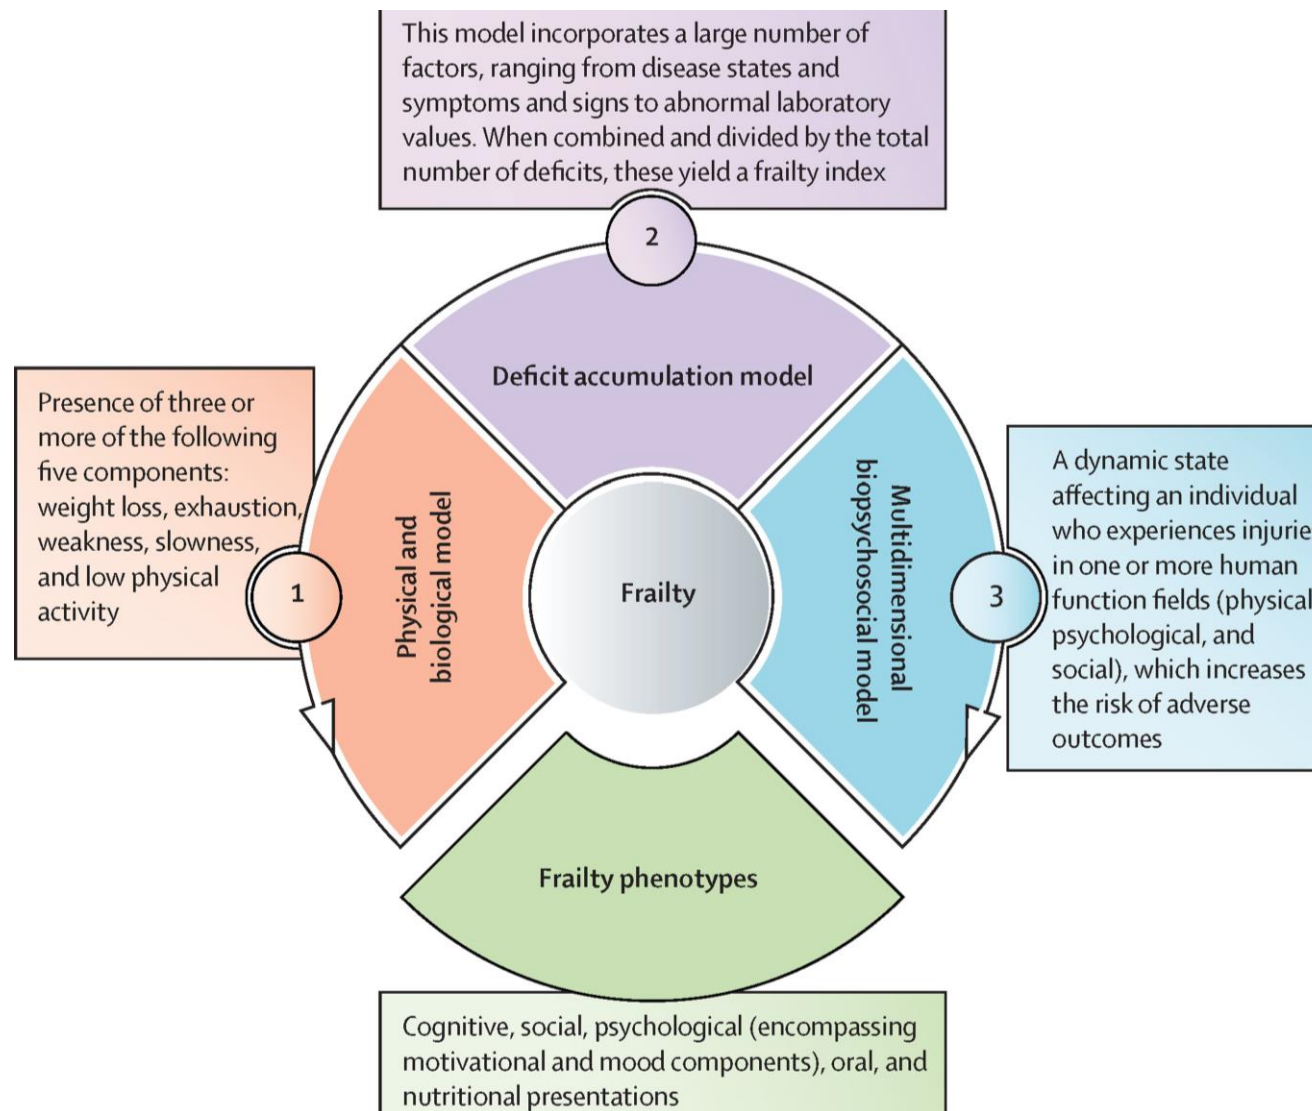 This model incorporates a large number of
factors, ranging from disease states and
symptoms and signs to abnormal laboratory
values. When combined and divided by the total
number of deficits, these yield a frailty index
2
Deficit accumulation model
Presence of three or
more of the following
five components:
weight loss, exhaustion,
weakness, slowness,
and low physical
activity
1
Physical and
biological model
Frailty
Multidimensional
biopsychosocial model
3
A dynamic state
affecting an individual
who experiences injurie
in one or more human
function fields (physical
psychological, and
social), which increases
the risk of adverse
outcomes
Frailty phenotypes
Cognitive, social, psychological (encompassing
motivational and mood components), oral, and
nutritional presentations